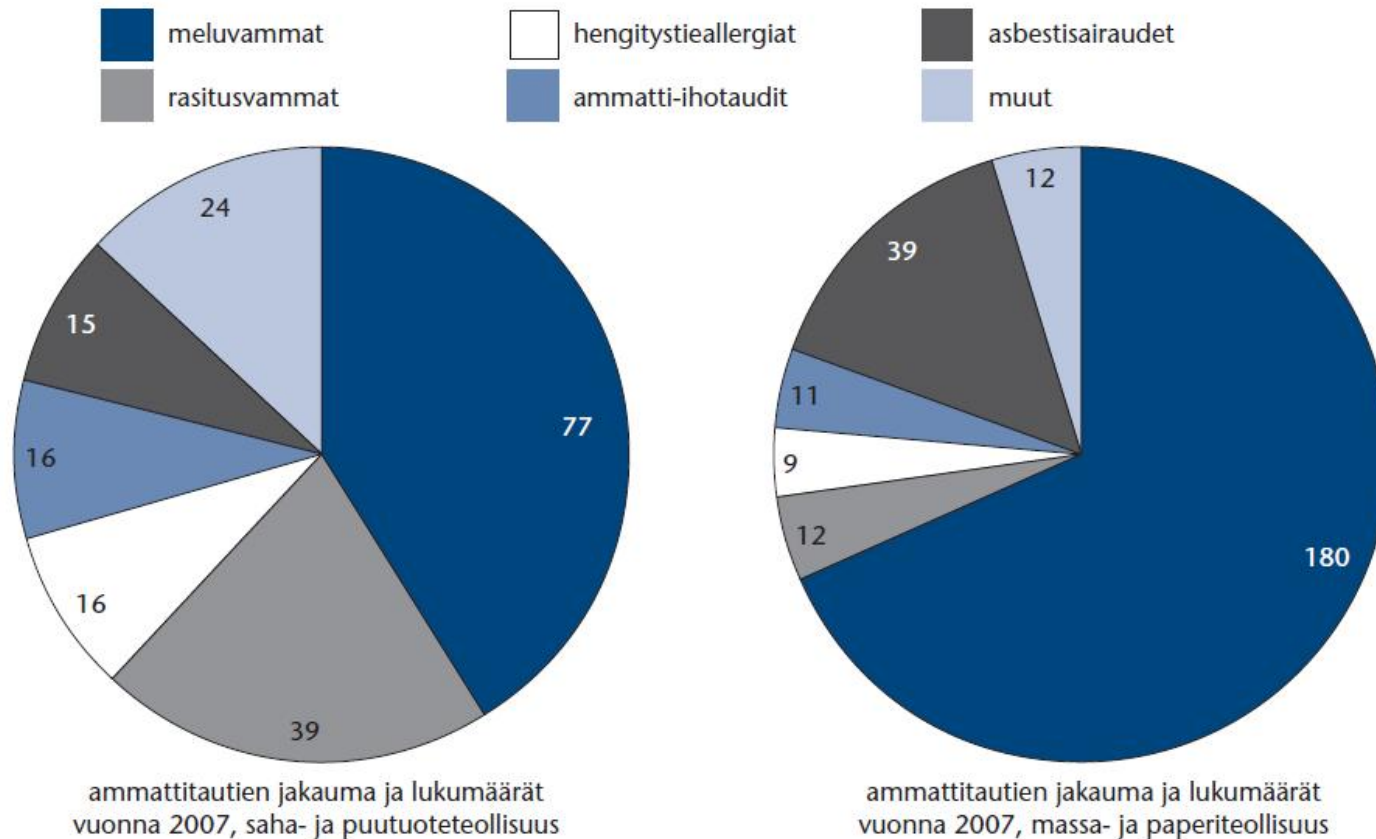 meluvammat
hengitystieallergiat
asbestisairaudet
rasitusvammat
ammatti-ihotaudit
muut
24
15
77
16
16
39
ammattitautien jakauma ja lukumäärät
vuonna 2007, saha- ja puutuoteteollisuus
12
39
11
9
12
180
ammattitautien jakauma ja lukumäärät
vuonna 2007, massa- ja paperiteollisuus